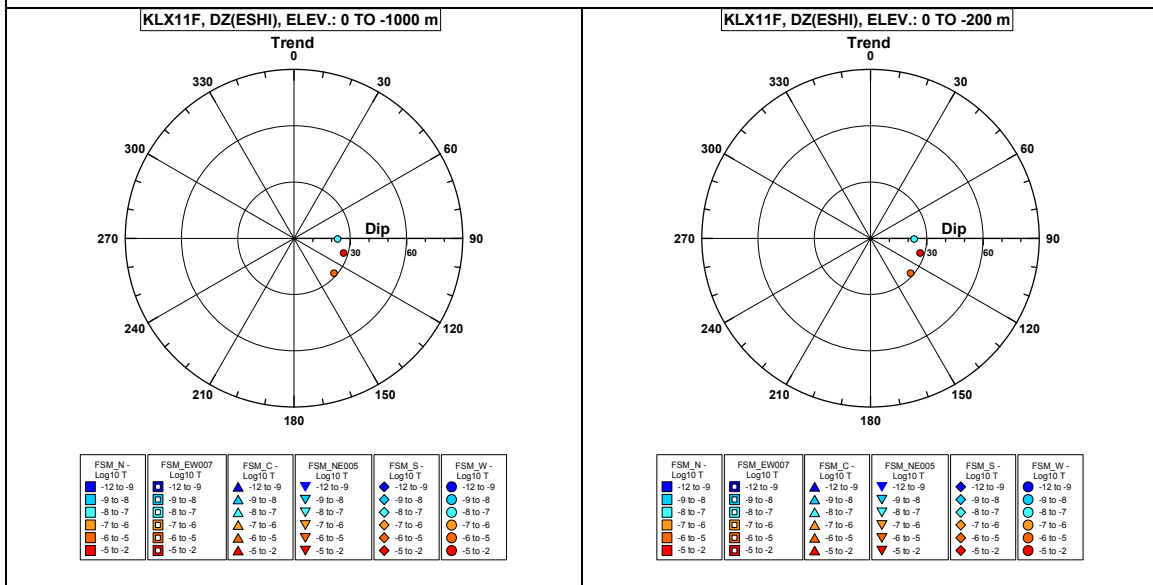 KLX11F, DZ(ESHI), ELEV.: 0 TO -1000 m
Trend
0
330 30
300 60
Dip
270 30 60 90
240 120
210 150
180
FSM_N - Log10 T
-12 to -9
-9 to -8
-8 to -7
-7 to -6
-6 to -5
-5 to -2
FSM_EW007 Log10 T
-12 to -9
-9 to -8
-8 to -7
-7 to -6
-6 to -5
-5 to -2
FSM_C - Log10 T
-12 to -9
-9 to -8
-8 to -7
-7 to -6
-6 to -5
-5 to -2
FSM_NE005 Log10 T
-12 to -9
-9 to -8
-8 to -7
-7 to -6
-6 to -5
-5 to -2
FSM_S - Log10 T
-12 to -9
-9 to -8
-8 to -7
-7 to -6
-6 to -5
-5 to -2
FSM_W - Log10 T
-12 to -9
-9 to -8
-8 to -7
-7 to -6
-6 to -5
-5 to -2
KLX11F, DZ(ESHI), ELEV.: 0 TO -200 m
Trend
0
330 30
300 60
Dip
270 30 60 90
240 120
210 150
180
FSM_N - Log10 T
-12 to -9
-9 to -8
-8 to -7
-7 to -6
-6 to -5
-5 to -2
FSM_EW007 Log10 T
-12 to -9
-9 to -8
-8 to -7
-7 to -6
-6 to -5
-5 to -2
FSM_C - Log10 T
-12 to -9
-9 to -8
-8 to -7
-7 to -6
-6 to -5
-5 to -2
FSM_NE005 Log10 T
-12 to -9
-9 to -8
-8 to -7
-7 to -6
-6 to -5
-5 to -2
FSM_S - Log10 T
-12 to -9
-9 to -8
-8 to -7
-7 to -6
-6 to -5
-5 to -2
FSM_W - Log10 T
-12 to -9
-9 to -8
-8 to -7
-7 to -6
-6 to -5
-5 to -2